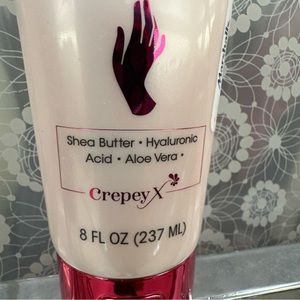 Shea Butter • Hyaluronic
Acid • Aloe Vera •
CrepeyX
8 FL OZ (237 ML)